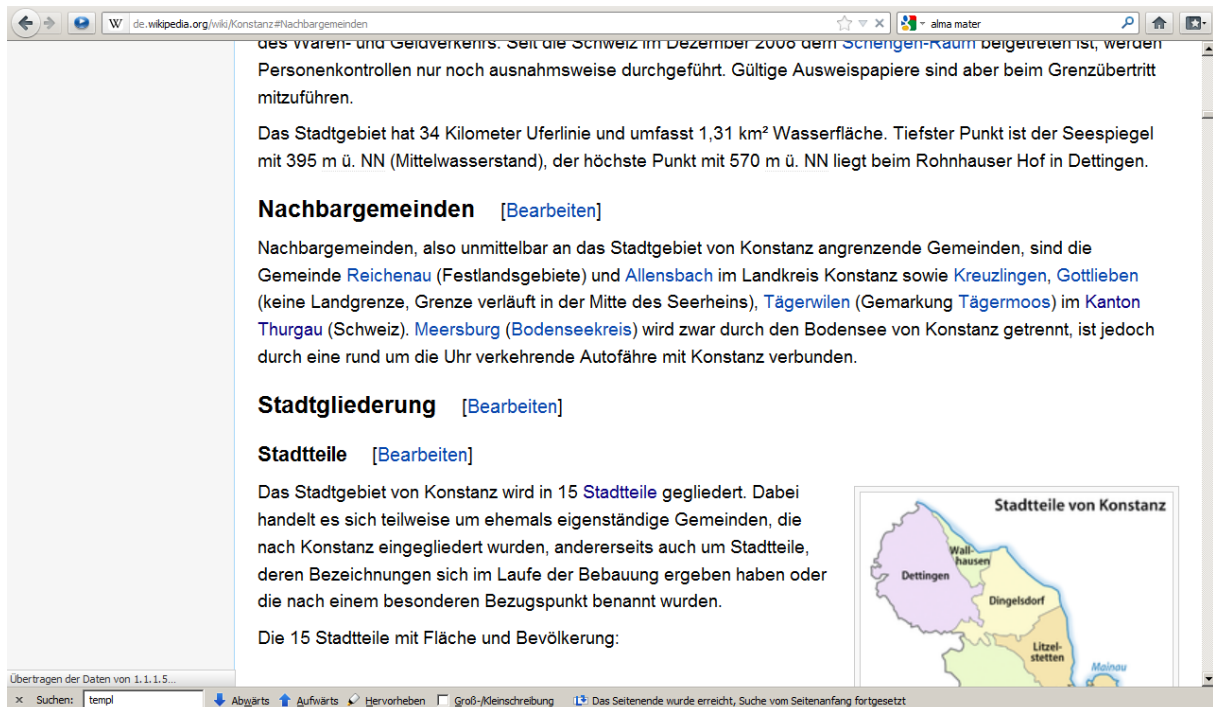 de.wikipedia.org/wiki/Konstanz#Nachbargemeinden
alma mater
des Waren- und Geldverkehrs. Seit die Schweiz im Dezember 2008 dem Schengen-Raum beigetreten ist, werden
Personenkontrollen nur noch ausnahmsweise durchgeführt. Gültige Ausweispapiere sind aber beim Grenzübertritt
mitzuführen.
Das Stadtgebiet hat 34 Kilometer Uferlinie und umfasst 1,31 km² Wasserfläche. Tiefster Punkt ist der Seespiegel
mit 395 m ü. NN (Mittelwasserstand), der höchste Punkt mit 570 m ü. NN liegt beim Rohnhauser Hof in Dettingen.
Nachbargemeinden [Bearbeiten]
Nachbargemeinden, also unmittelbar an das Stadtgebiet von Konstanz angrenzende Gemeinden, sind die
Gemeinde Reichenau (Festlandsgebiete) und Allensbach im Landkreis Konstanz sowie Kreuzlingen, Gottlieben
(keine Landgrenze, Grenze verläuft in der Mitte des Seerheins), Tägerwilen (Gemarkung Tägermoos) im Kanton
Thurgau (Schweiz). Meersburg (Bodenseekreis) wird zwar durch den Bodensee von Konstanz getrennt, ist jedoch
durch eine rund um die Uhr verkehrende Autofähre mit Konstanz verbunden.
Stadtgliederung [Bearbeiten]
Stadtteile [Bearbeiten]
Das Stadtgebiet von Konstanz wird in 15 Stadtteile gegliedert. Dabei
handelt es sich teilweise um ehemals eigenständige Gemeinden, die
nach Konstanz eingegliedert wurden, andererseits auch um Stadtteile,
deren Bezeichnungen sich im Laufe der Bebauung ergeben haben oder
die nach einem besonderen Bezugspunkt benannt wurden.
Die 15 Stadtteile mit Fläche und Bevölkerung:
Stadtteile von Konstanz
Wall-
hausen
Dettingen
Dingelsdorf
Litzel-
stetten
Mainau
Übertragen der Daten von 1.1.1.5...
× Suchen: templ Abwärts Aufwärts Hervorheben Groß-/Kleinschreibung Das Seitenende wurde erreicht, Suche vom Seitenanfang fortgesetzt